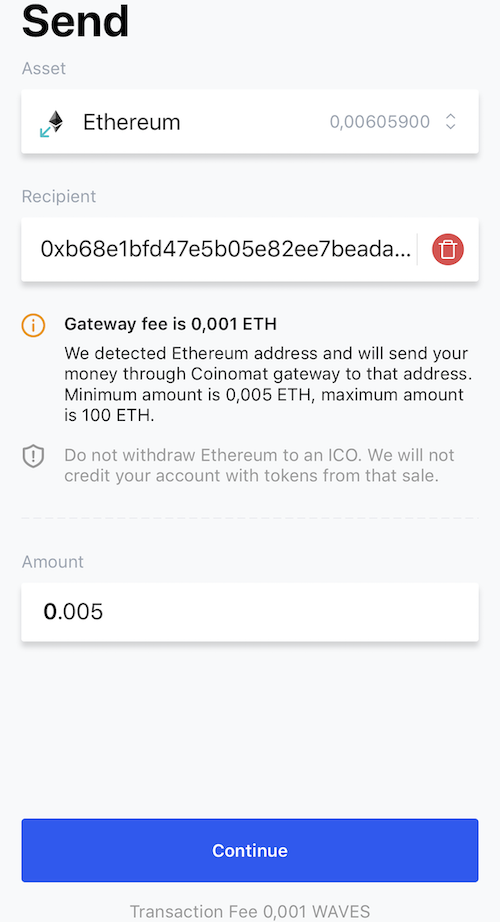 Send
Asset
Ethereum 0,00605900
Recipient
0xb68e1bfd47e5b05e82ee7beada...
Gateway fee is 0,001 ETH
We detected Ethereum address and will send your
money through Coinomat gateway to that address.
Minimum amount is 0,005 ETH, maximum amount
is 100 ETH.
Do not withdraw Ethereum to an ICO. We will not
credit your account with tokens from that sale.
Amount
0.005
Continue
Transaction Fee 0,001 WAVES